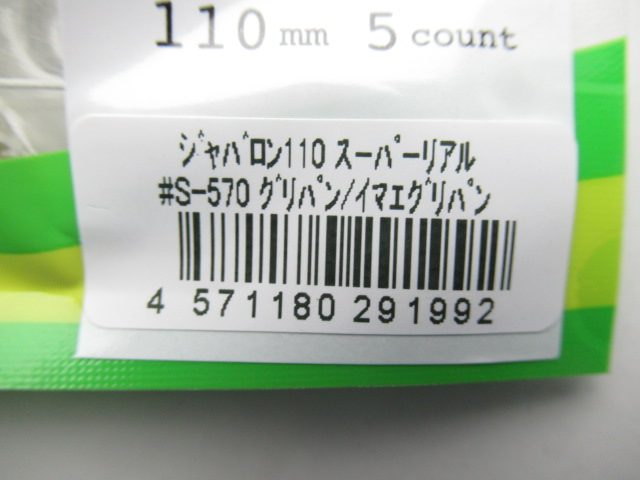 110 mm 5 count
ｼﾞｬﾊﾞﾛﾝ110 ｽｰﾊﾟｰﾘｱﾙ
#S-570 ｸﾞﾘﾊﾟﾝ/ｲﾏｴｸﾞﾘﾊﾟﾝ
4 571180 291992